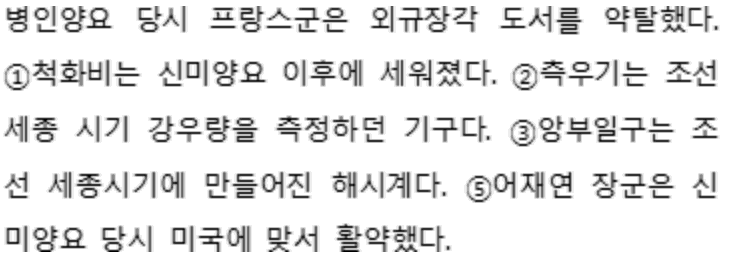 병인양요 당시 프랑스군은 외규장각 도서를 약탈했다.
①척화비는 신미양요 이후에 세워졌다. ②측우기는 조선
세종 시기 강우량을 측정하던 기구다. ③앙부일구는 조
선 세종시기에 만들어진 해시계다. ⑤어재연 장군은 신
미양요 당시 미국에 맞서 활약했다.